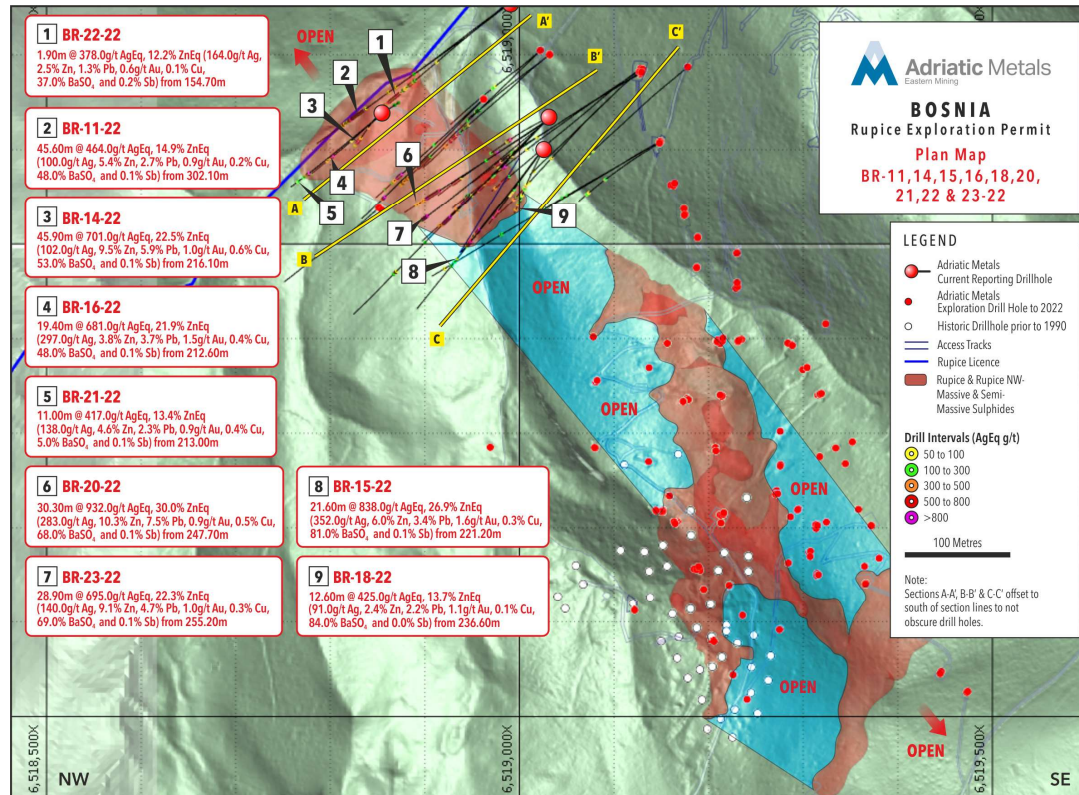 1 BR-22-22
1.90m @ 378.0g/t AgEq, 12.2% ZnEq (164.0g/t Ag,
2.5% Zn, 1.3% Pb, 0.6g/t Au, 0.1% Cu,
37.0% BaSO₄ and 0.2% Sb) from 154.70m
2 BR-11-22
45.60m @ 464.0g/t AgEq, 14.9% ZnEq
(100.0g/t Ag, 5.4% Zn, 2.7% Pb, 0.9g/t Au, 0.2% Cu,
48.0% BaSO₄ and 0.1% Sb) from 302.10m
3 BR-14-22
45.90m @ 701.0g/t AgEq, 22.5% ZnEq
(102.0g/t Ag, 9.5% Zn, 5.9% Pb, 1.0g/t Au, 0.6% Cu,
53.0% BaSO₄ and 0.1% Sb) from 216.10m
4 BR-16-22
19.40m @ 681.0g/t AgEq, 21.9% ZnEq
(297.0g/t Ag, 3.8% Zn, 3.7% Pb, 1.5g/t Au, 0.4% Cu,
48.0% BaSO₄ and 0.1% Sb) from 212.60m
5 BR-21-22
11.00m @ 417.0g/t AgEq, 13.4% ZnEq
(138.0g/t Ag, 4.6% Zn, 2.3% Pb, 0.9g/t Au, 0.4% Cu,
5.0% BaSO₄ and 0.1% Sb) from 213.00m
6 BR-20-22
30.30m @ 932.0g/t AgEq, 30.0% ZnEq
(283.0g/t Ag, 10.3% Zn, 7.5% Pb, 0.9g/t Au, 0.5% Cu,
68.0% BaSO₄ and 0.1% Sb) from 247.70m
7 BR-23-22
28.90m @ 695.0g/t AgEq, 22.3% ZnEq
(140.0g/t Ag, 9.1% Zn, 4.7% Pb, 1.0g/t Au, 0.3% Cu,
69.0% BaSO₄ and 0.1% Sb) from 255.20m
8 BR-15-22
21.60m @ 838.0g/t AgEq, 26.9% ZnEq
(352.0g/t Ag, 6.0% Zn, 3.4% Pb, 1.6g/t Au, 0.3% Cu,
81.0% BaSO₄ and 0.1% Sb) from 221.20m
9 BR-18-22
12.60m @ 425.0g/t AgEq, 13.7% ZnEq
(91.0g/t Ag, 2.4% Zn, 2.2% Pb, 1.1g/t Au, 0.1% Cu,
84.0% BaSO₄ and 0.0% Sb) from 236.60m
OPEN
1
2
3
4
5
6
7
8
9
A
A'
B
B'
C
C'
OPEN
OPEN
OPEN
OPEN
OPEN
6,518,500X
6,519,000X
6,519,500X
6,519,000X
NW
SE
Adriatic Metals
Eastern Mining
BOSNIA
Rupice Exploration Permit
Plan Map
BR-11,14,15,16,18,20,
21,22 & 23-22
LEGEND
Adriatic Metals
Current Reporting Drillhole
Adriatic Metals
Exploration Drill Hole to 2022
Historic Drillhole prior to 1990
Access Tracks
Rupice Licence
Rupice & Rupice NW-
Massive & Semi-
Massive Sulphides
Drill Intervals (AgEq g/t)
50 to 100
100 to 300
300 to 500
500 to 800
>800
100 Metres
Note:
Sections A-A', B-B' & C-C' offset to
south of section lines to not
obscure drill holes.